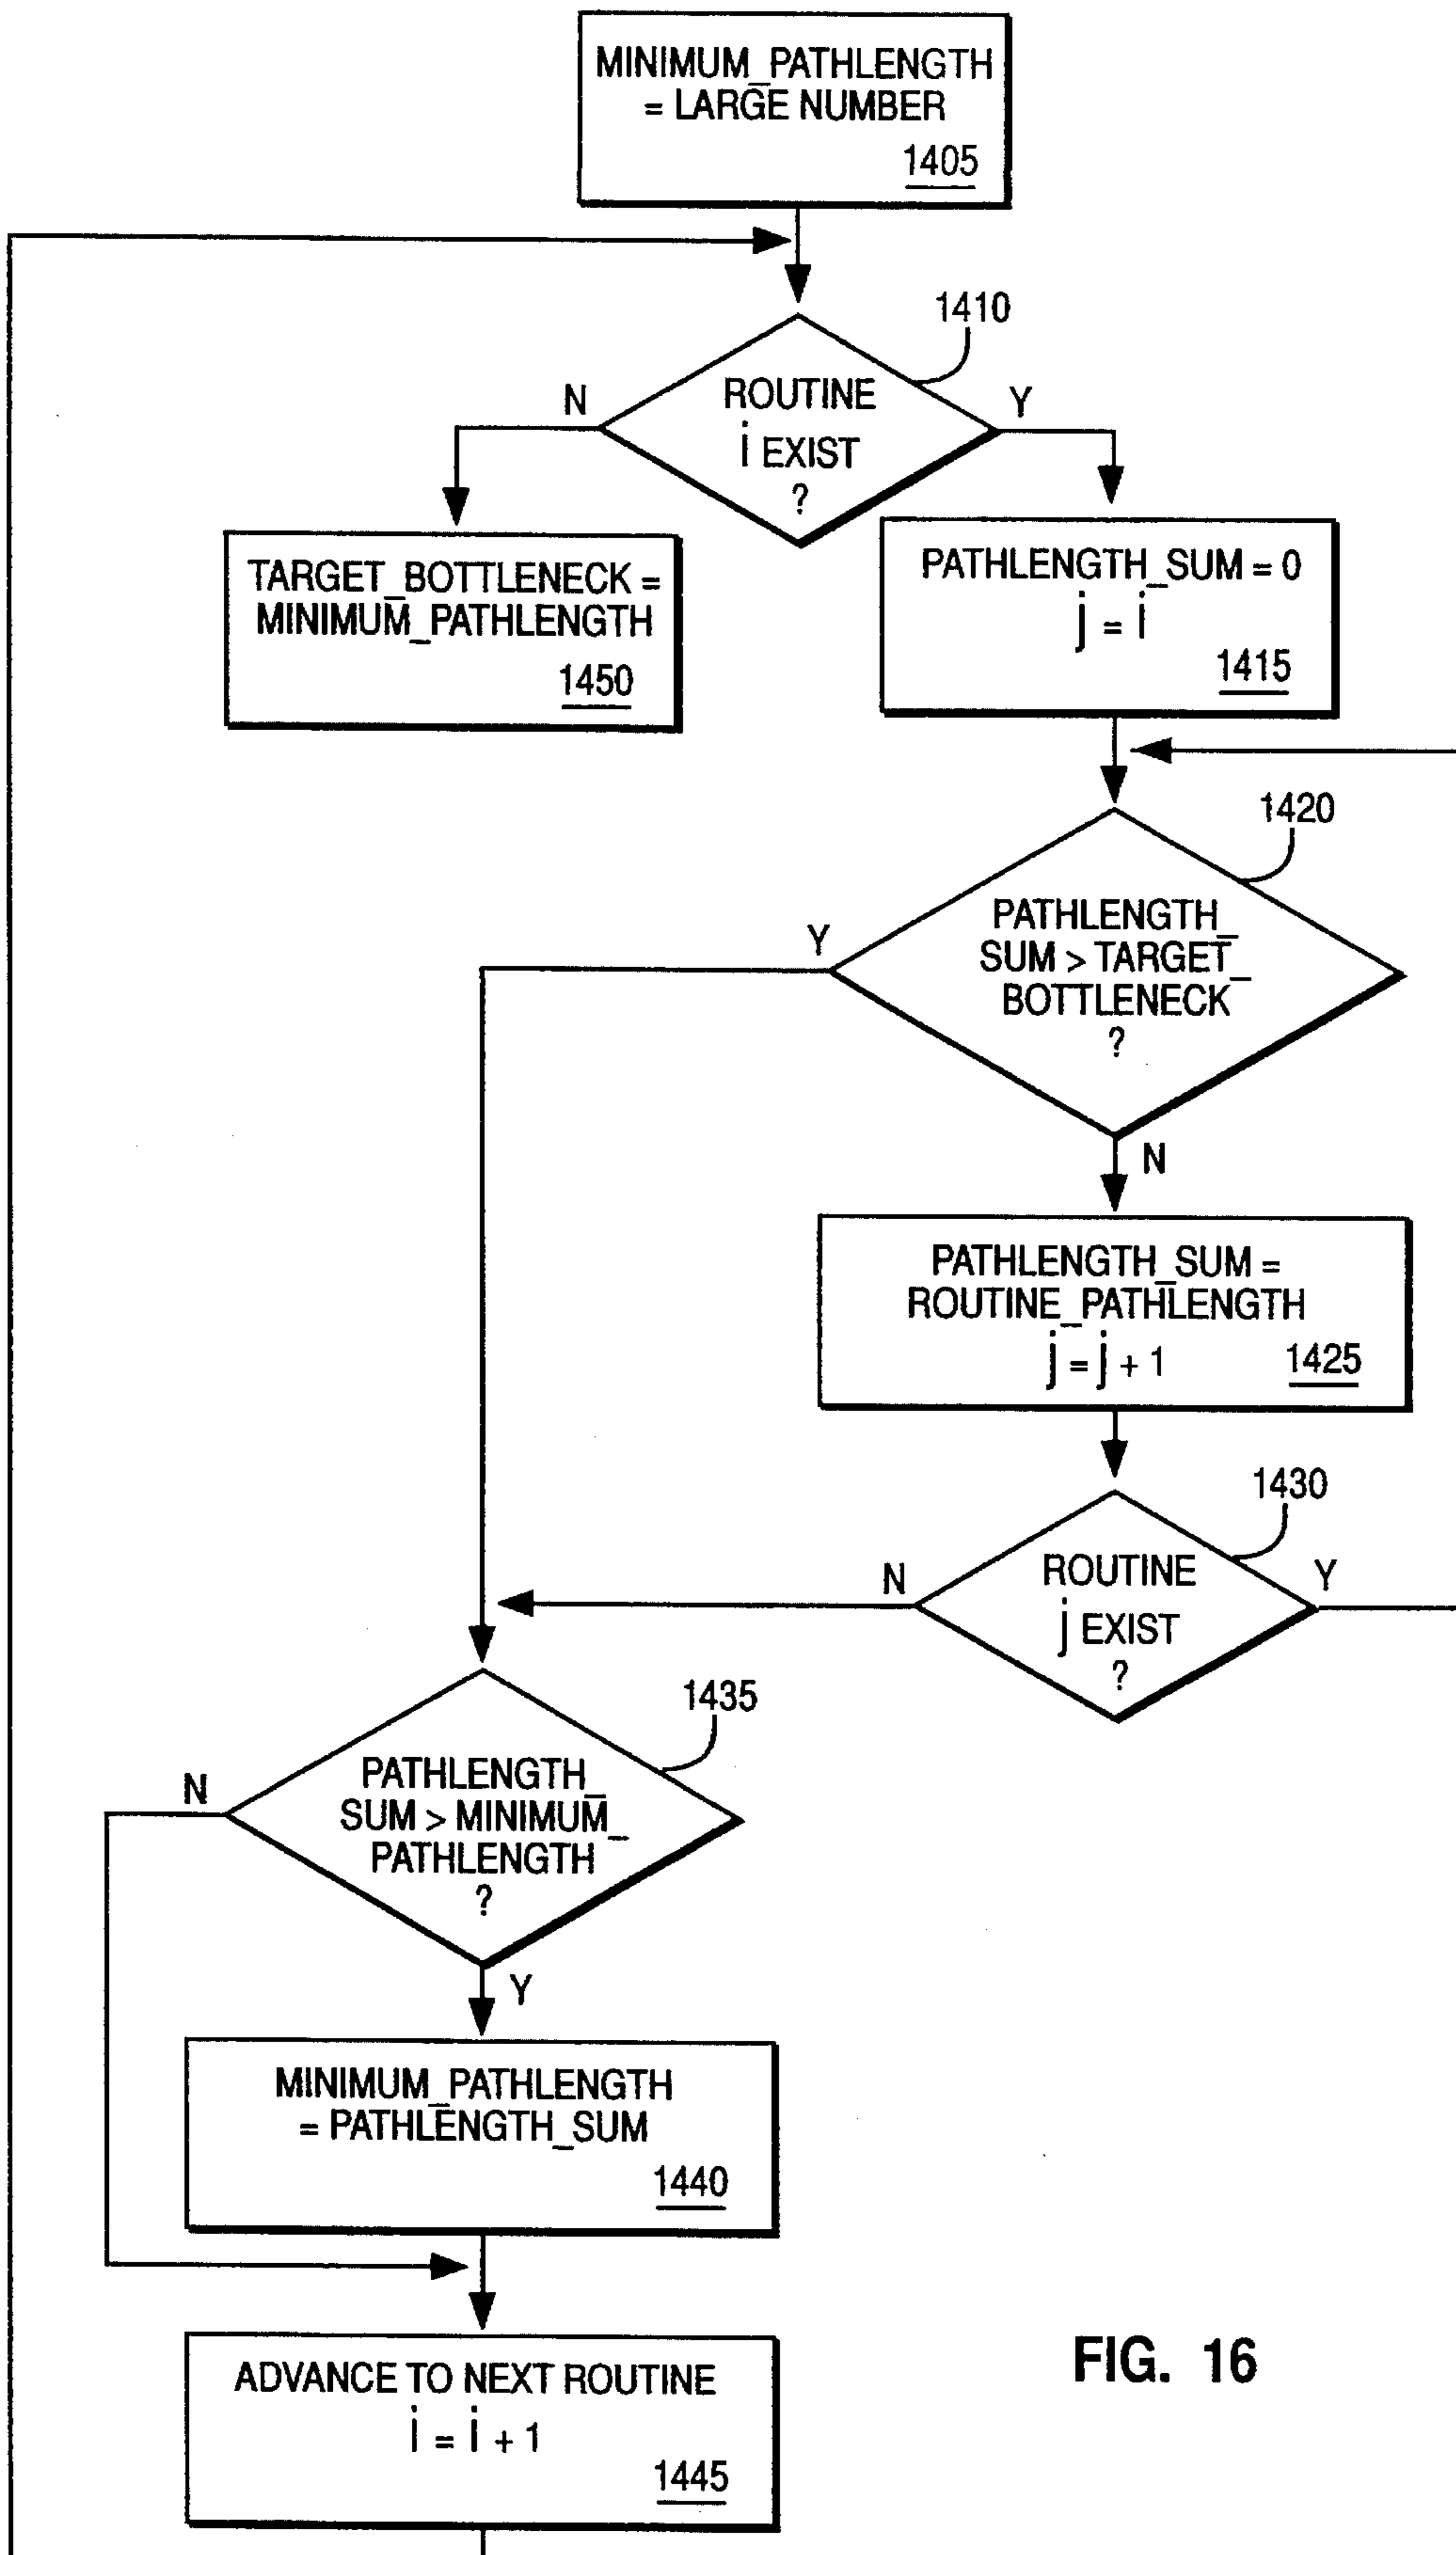 MINIMUM_PATHLENGTH
= LARGE NUMBER
1405
1410
N
ROUTINE
i EXIST
?
Y
TARGET_BOTTLENECK =
MINIMUM_PATHLENGTH
1450
PATHLENGTH_SUM = 0
j = i
1415
1420
Y
PATHLENGTH_
SUM > TARGET_
BOTTLENECK
?
N
PATHLENGTH_SUM =
ROUTINE_PATHLENGTH
j = j + 1 1425
1430
N
ROUTINE
j EXIST
?
Y
1435
N
PATHLENGTH_
SUM > MINIMUM_
PATHLENGTH
?
Y
MINIMUM_PATHLENGTH
= PATHLENGTH_SUM
1440
ADVANCE TO NEXT ROUTINE
i = i + 1
1445
FIG. 16